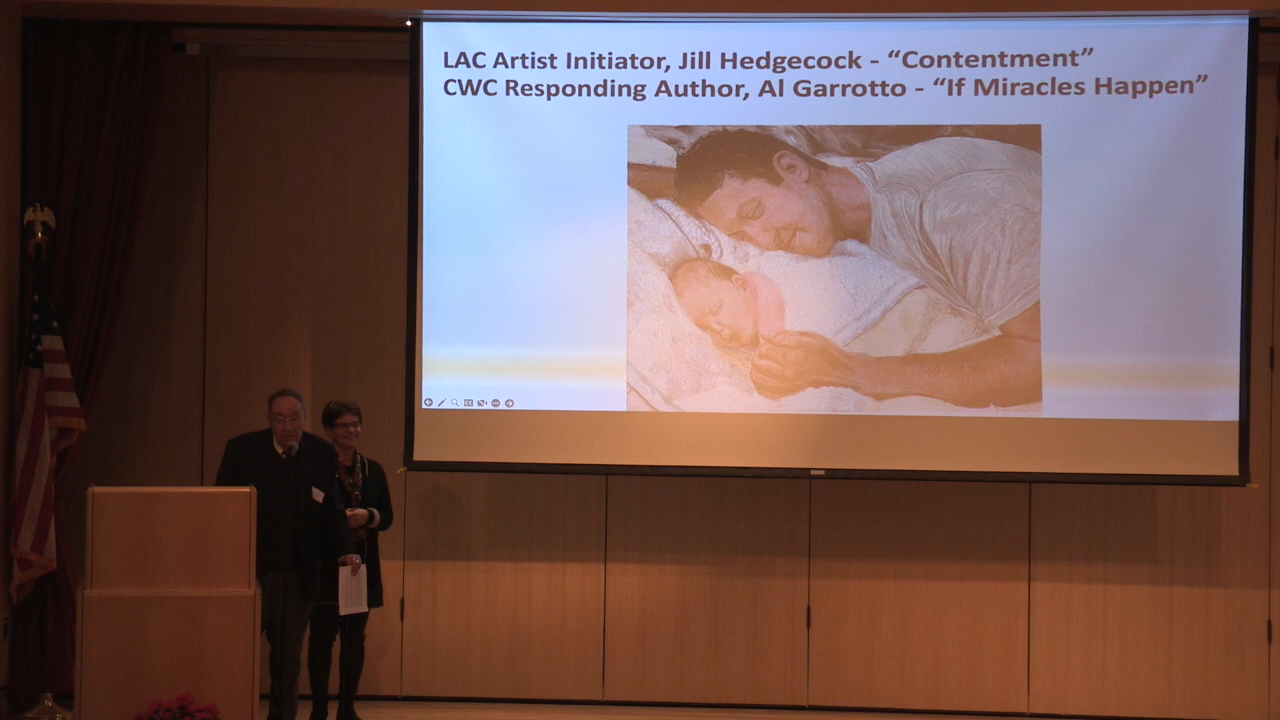 LAC Artist Initiator, Jill Hedgecock - “Contentment”
CWC Responding Author, Al Garrotto - “If Miracles Happen”